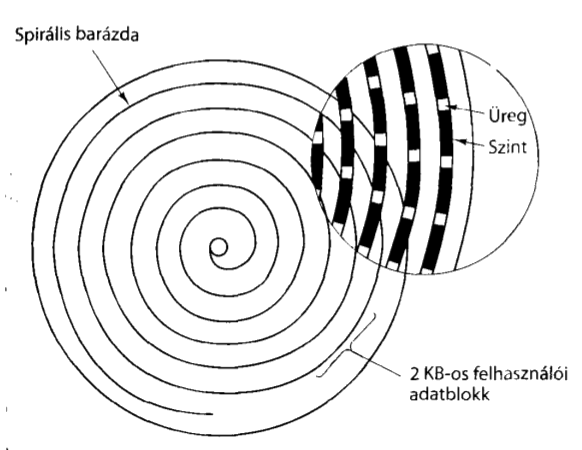 Spirális barázda
Üreg
Szint
2 KB-os felhasználói
adatblokk